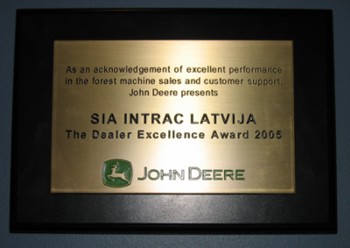 As an acknowledgement of excellent performance
in the forest machine sales and customer support,
John Deere presents
SIA INTRAC LATVIJA
The Dealer Excellence Award 2005
JOHN DEERE